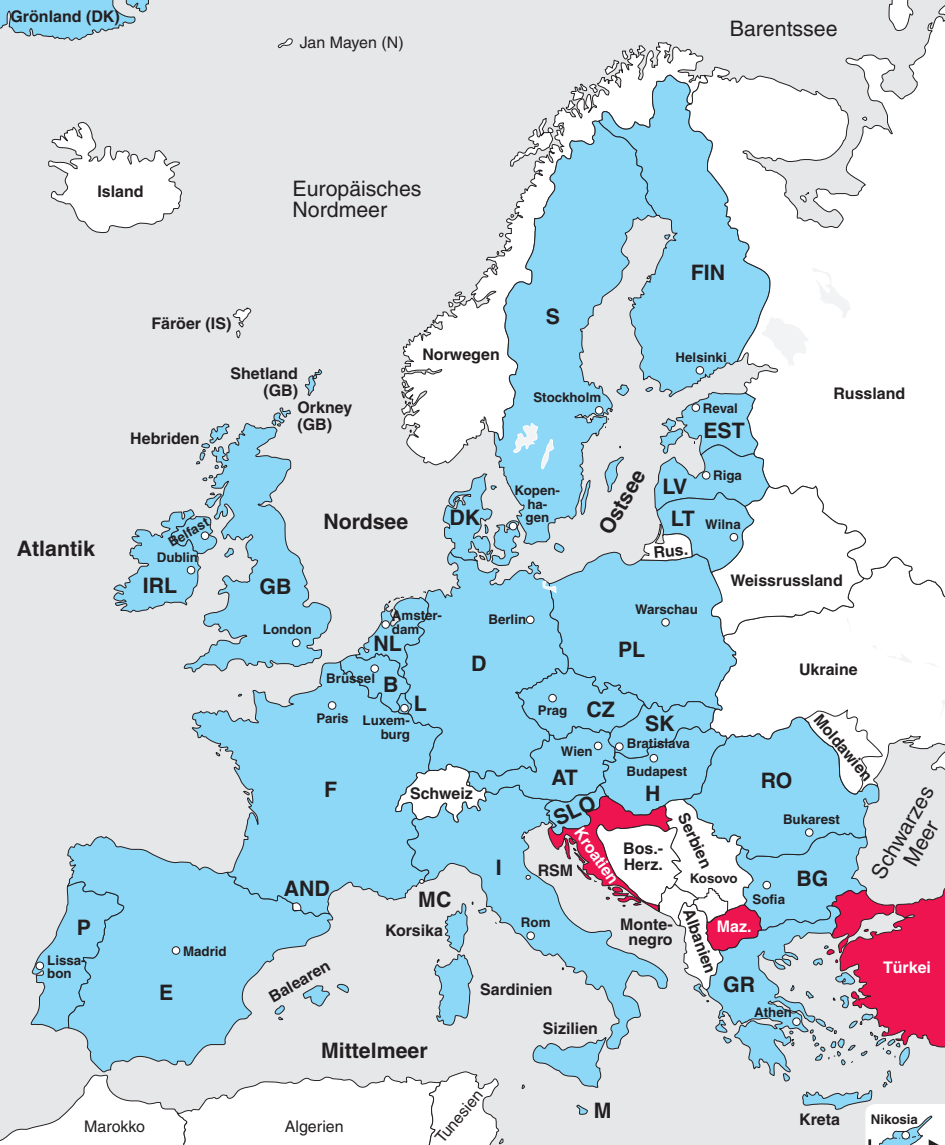 Grönland (DK)
Jan Mayen (N)
Barentssee
Island
Europäisches
Nordmeer
FIN
S
Färöer (IS)
Norwegen
Helsinki
Shetland
(GB)
Orkney
(GB)
Russland
Stockholm
Reval
EST
Hebriden
Riga
LV
Kopen-
ha-
gen
Ostsee
DK
Nordsee
LT
Wilna
Atlantik
Belfast
Dublin
Rus.
IRL
GB
Weissrussland
Amster-
dam
Berlin
Warschau
London
NL
PL
D
Ukraine
Brüssel
B
L
Paris
Luxem-
burg
Prag
CZ
SK
Moldawien
Wien
Bratislava
Budapest
AT
H
RO
F
Schweiz
SLO
Bukarest
Schwarzes
Meer
Kroatien
Bos.-
Herz.
Serbien
Kosovo
I
RSM
BG
Sofia
AND
MC
Korsika
Rom
Monte-
negro
Albanien
Maz.
P
Madrid
Lissa-
bon
Türkei
E
Balearen
Sardinien
GR
Athen
Sizilien
Mittelmeer
M
Kreta
Nikosia
Marokko
Algerien
Tunesien